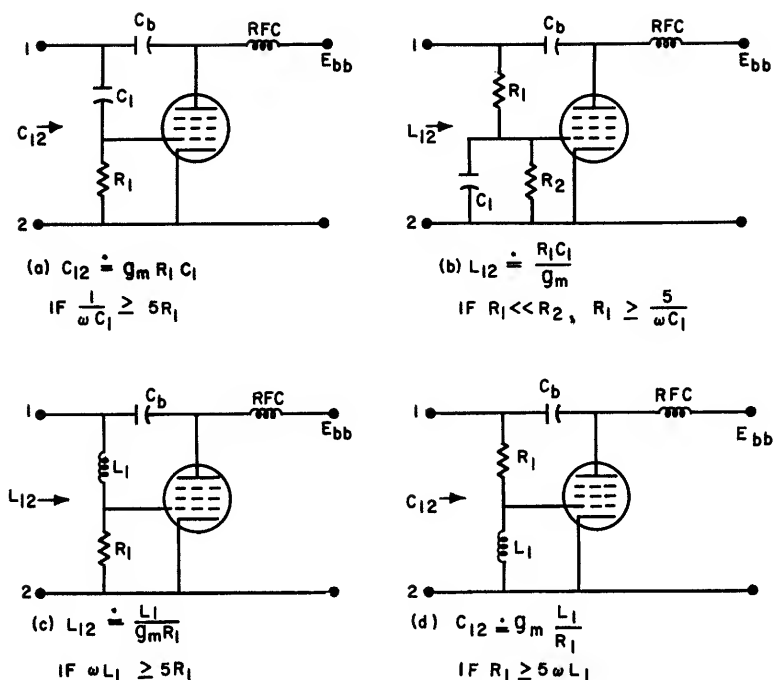 C_b
RFC
1
E_bb
C_1
C_12 →
R_1
2
(a) C_12 ≐ g_m R_1 C_1
IF 1/(ωC_1) ≥ 5R_1
C_b
RFC
1
E_bb
R_1
L_12 →
C_1
R_2
2
(b) L_12 ≐ R_1C_1/g_m
IF R_1 << R_2, R_1 ≥ 5/(ωC_1)
C_b
RFC
1
E_bb
L_1
L_12 →
R_1
2
(c) L_12 ≐ L_1/(g_mR_1)
IF ωL_1 ≥ 5R_1
C_b
RFC
1
E_bb
R_1
C_12 →
L_1
2
(d) C_12 ≐ g_m L_1/R_1
IF R_1 ≥ 5ωL_1